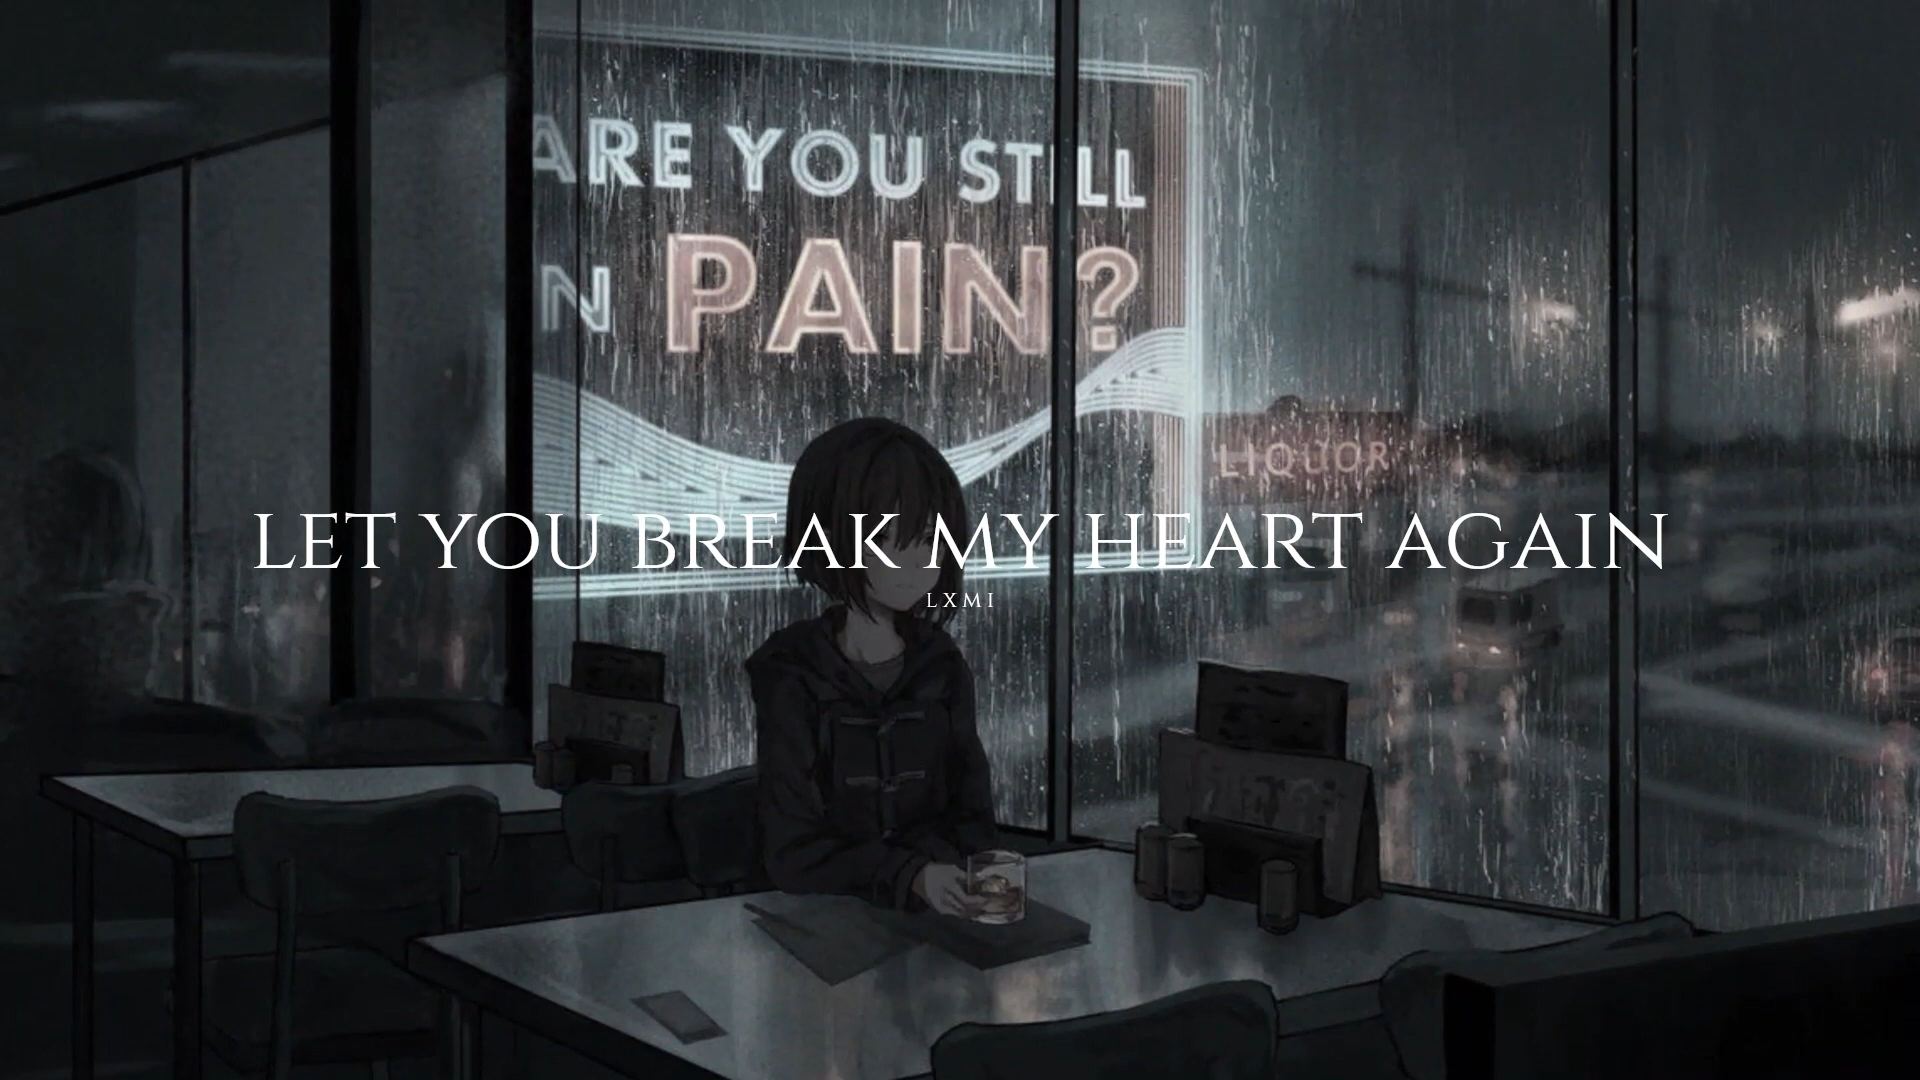 ARE YOU STILL
N PAIN?
LIQUOR
LET YOU BREAK MY HEART AGAIN
LXMI